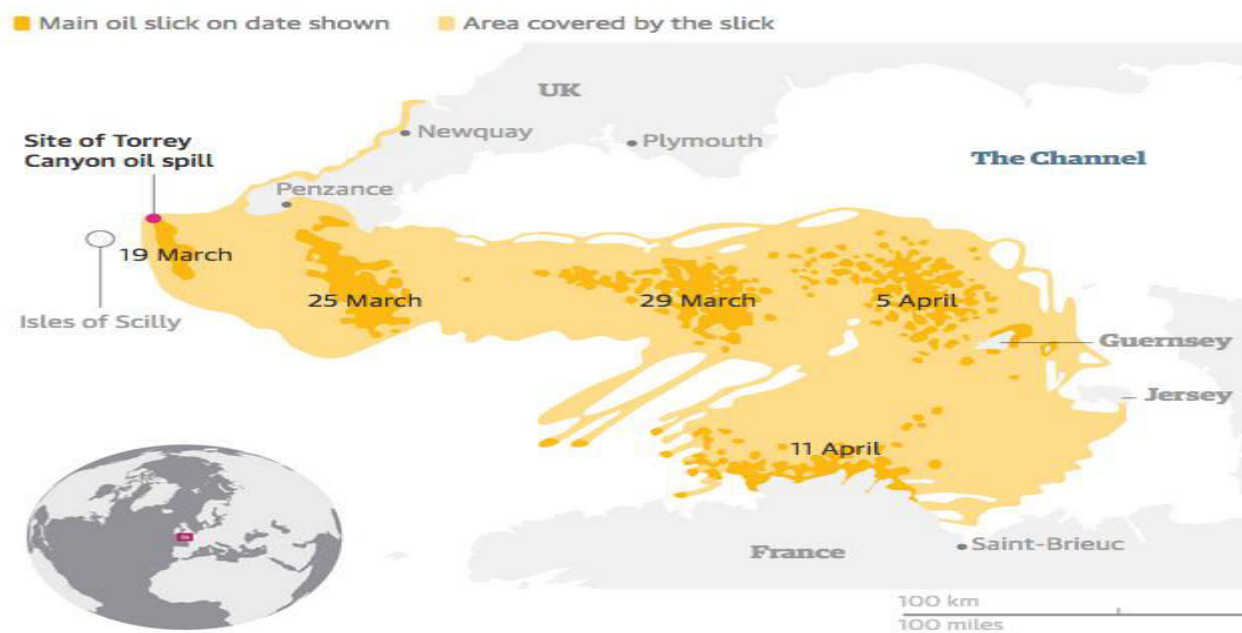 Main oil slick on date shown
Area covered by the slick
UK
Newquay
Plymouth
Site of Torrey
Canyon oil spill
The Channel
Penzance
19 March
25 March
29 March
5 April
Isles of Scilly
Guernsey
Jersey
11 April
France
Saint-Brieuc
100 km
100 miles